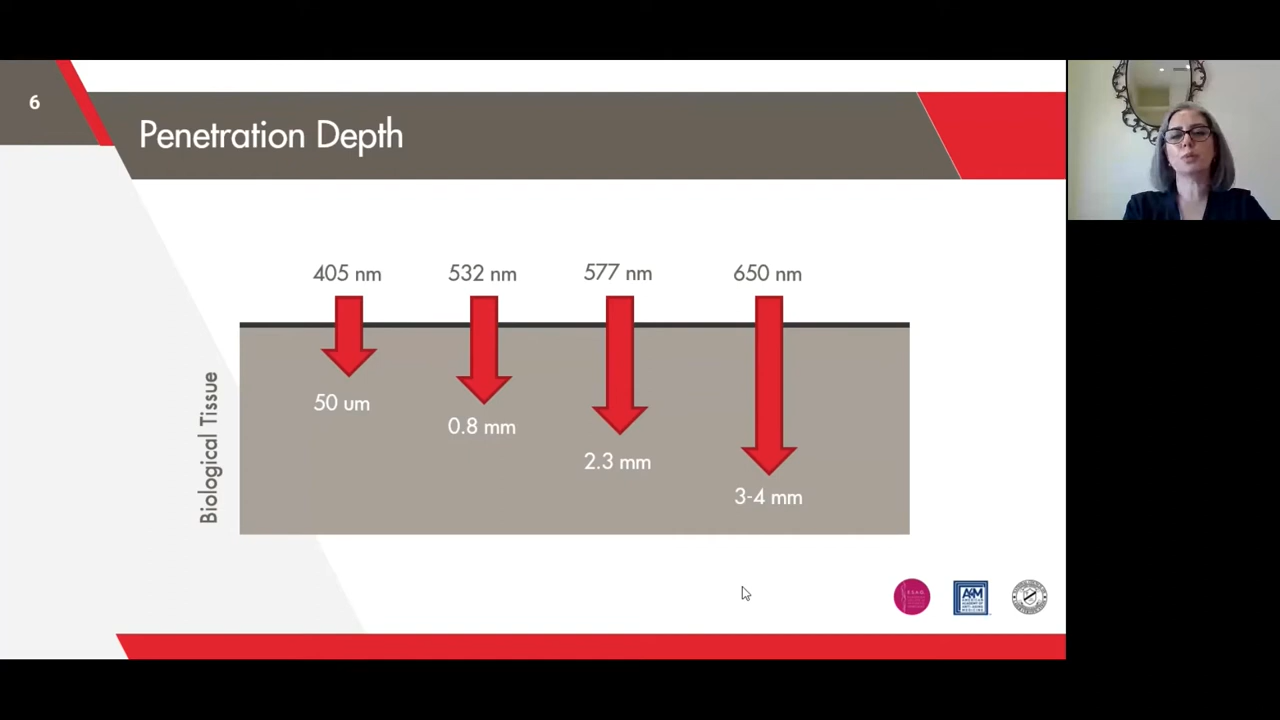 6
Penetration Depth
405 nm
532 nm
577 nm
650 nm
Biological Tissue
50 um
0.8 mm
2.3 mm
3-4 mm